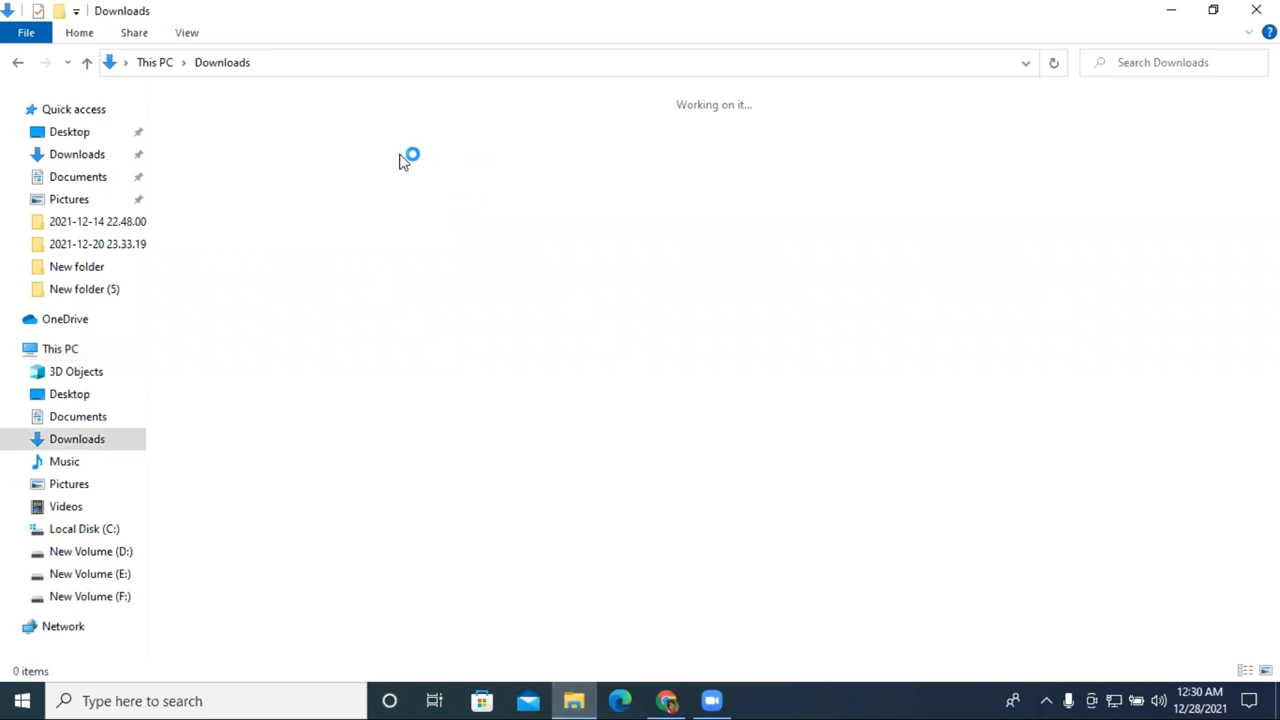 Downloads
File Home Share View
This PC Downloads Search Downloads
Working on it...
Quick access
Desktop
Downloads
Documents
Pictures
2021-12-14 22.48.00
2021-12-20 23.33.19
New folder
New folder (5)
OneDrive
This PC
3D Objects
Desktop
Documents
Downloads
Music
Pictures
Videos
Local Disk (C:)
New Volume (D:)
New Volume (E:)
New Volume (F:)
Network
0 items
Type here to search
12:30 AM
12/28/2021